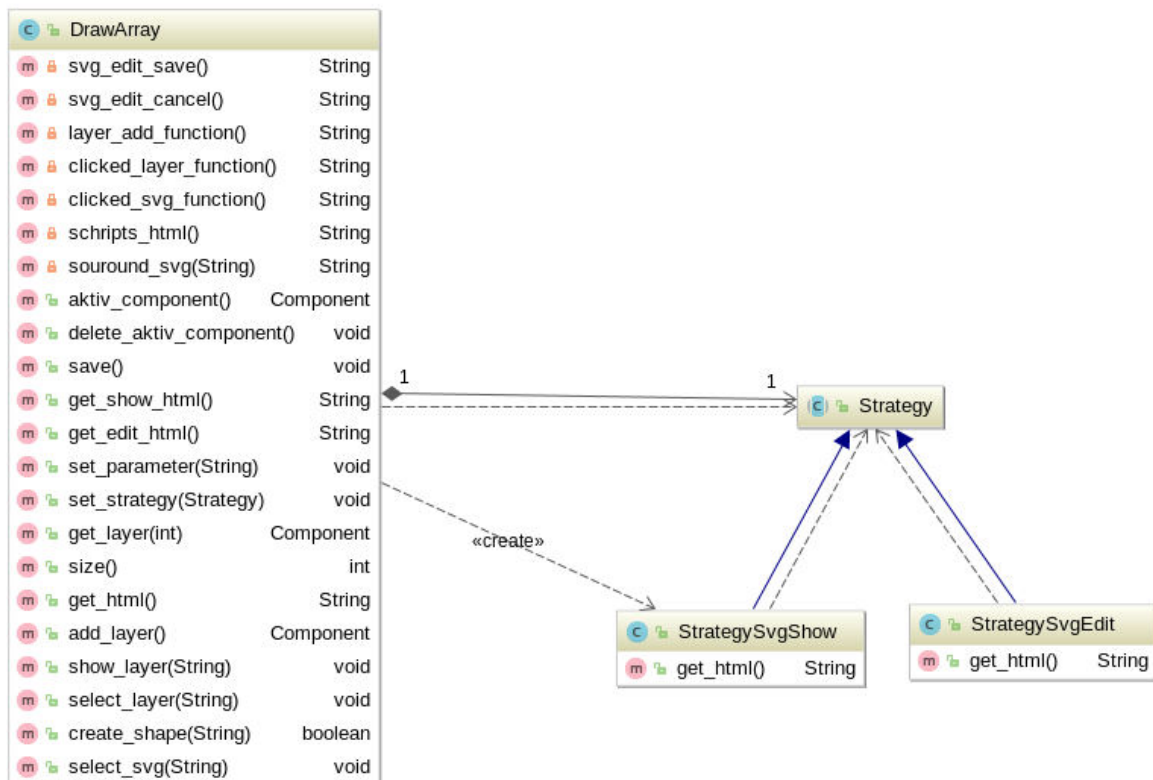 C DrawArray
m svg_edit_save() String
m svg_edit_cancel() String
m layer_add_function() String
m clicked_layer_function() String
m clicked_svg_function() String
m schripts_html() String
m souround_svg(String) String
m aktiv_component() Component
m delete_aktiv_component() void
m save() void
m get_show_html() String
m get_edit_html() String
m set_parameter(String) void
m set_strategy(Strategy) void
m get_layer(int) Component
m size() int
m get_html() String
m add_layer() Component
m show_layer(String) void
m select_layer(String) void
m create_shape(String) boolean
m select_svg(String) void
1
1
C Strategy
«create»
C StrategySvgShow
m get_html() String
C StrategySvgEdit
m get_html() String